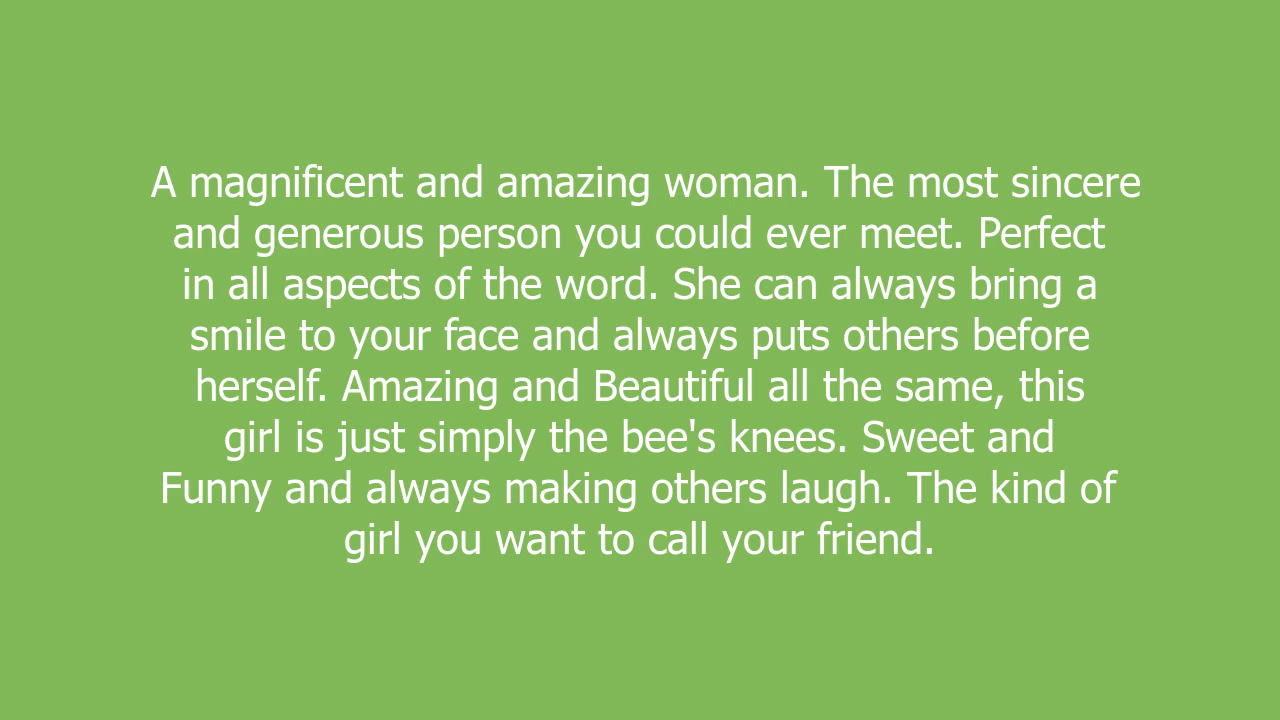 A magnificent and amazing woman. The most sincere
and generous person you could ever meet. Perfect
in all aspects of the word. She can always bring a
smile to your face and always puts others before
herself. Amazing and Beautiful all the same, this
girl is just simply the bee's knees. Sweet and
Funny and always making others laugh. The kind of
girl you want to call your friend.